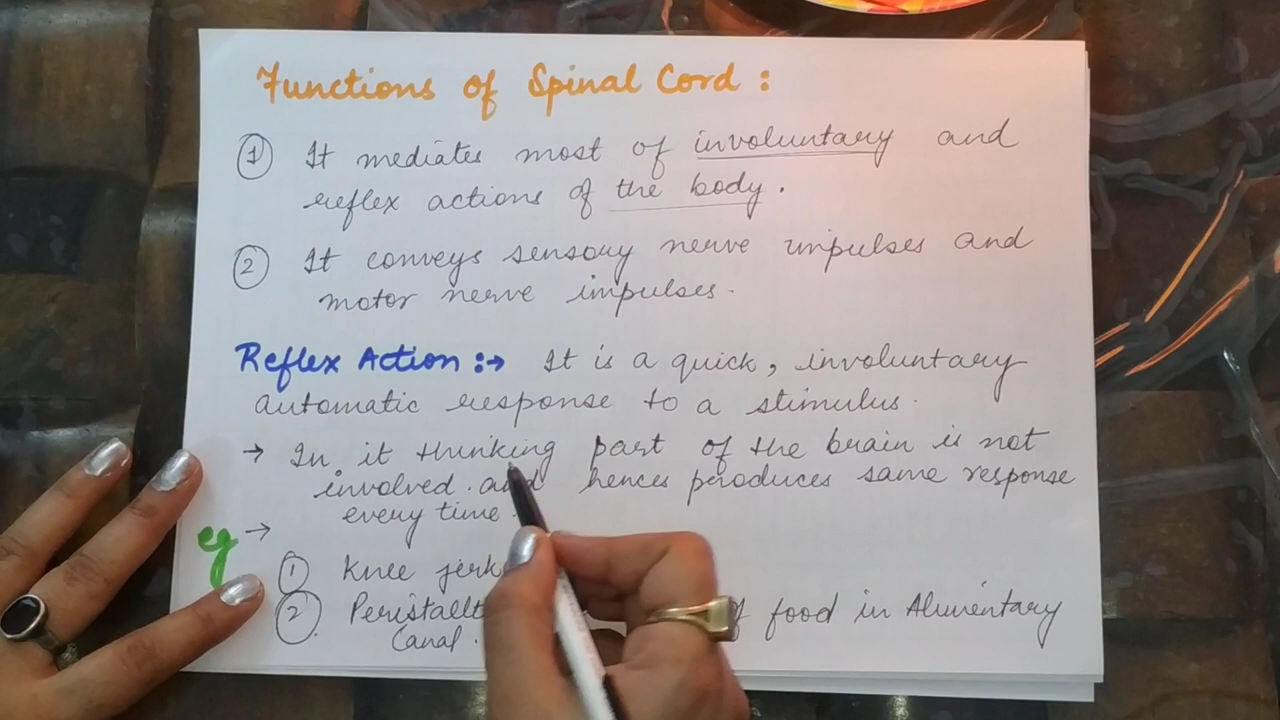 Functions of Spinal Cord :
① It mediates most of involuntary and
reflex actions of the body.
② It conveys sensory nerve impulses and
motor nerve impulses.
Reflex Action :→ It is a quick, involuntary
automatic response to a stimulus.
→ In it thinking part of the brain is not
involved. and hences produces same response
every time.
eg →
① Knee jerk
② of food in Alimentary
Canal.